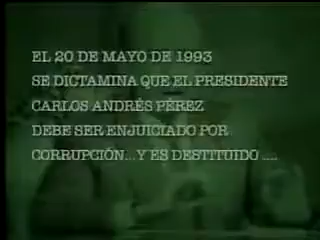 EL 20 DE MAYO DE 1993
SE DICTAMINA QUE EL PRESIDENTE
CARLOS ANDRÉS PÉREZ
DEBE SER ENJUICIADO POR
CORRUPCIÓN...Y ES DESTITUIDO ....